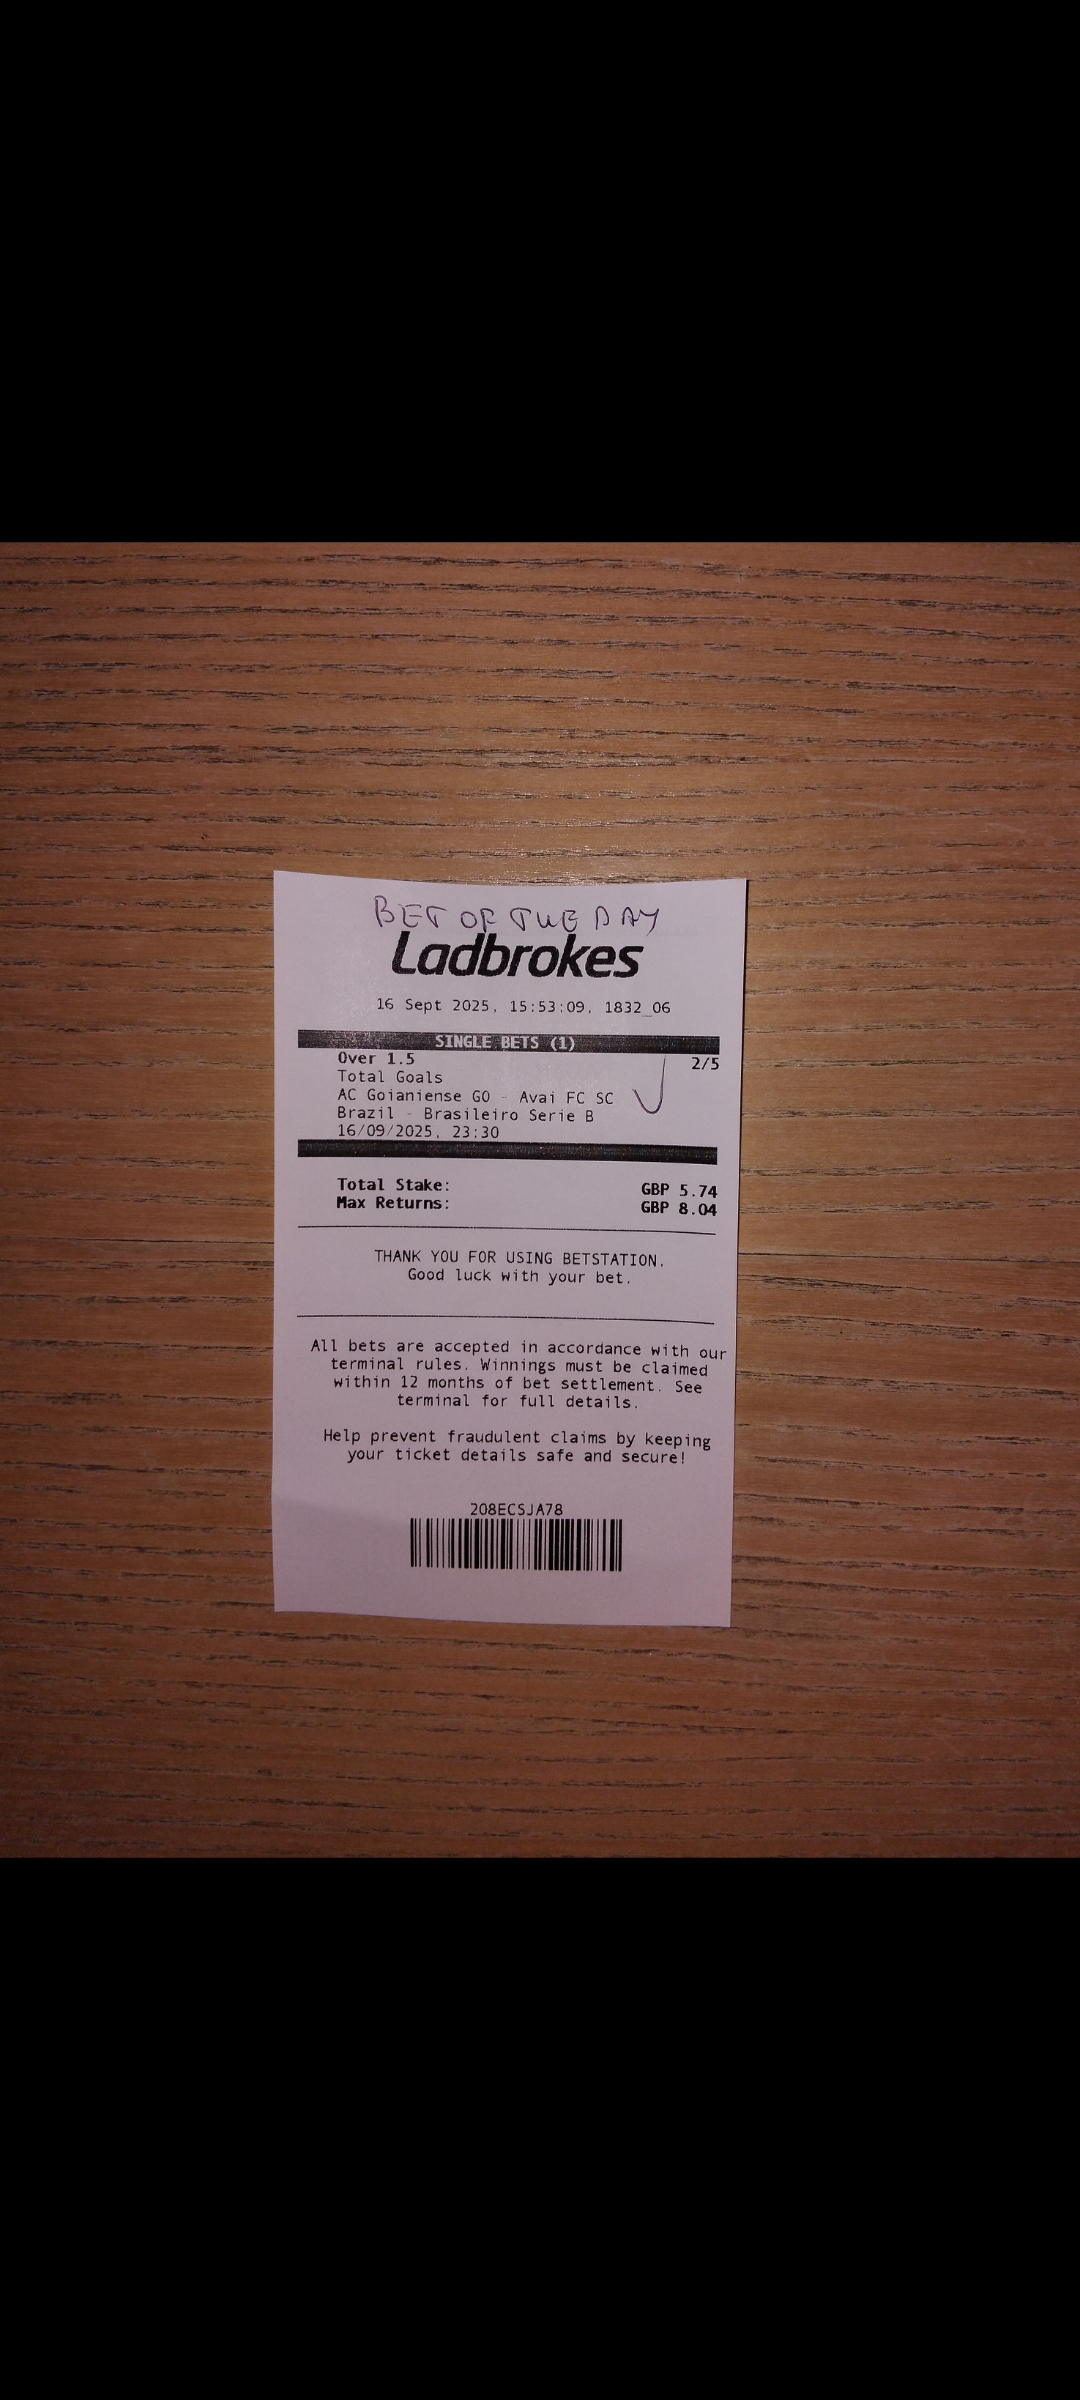 BET OF THE DAY
Ladbrokes
16 Sept 2025, 15:53:09, 1832_06
SINGLE BETS (1)
Over 1.5 2/5
Total Goals
AC Goianiense GO - Avai FC SC
Brazil - Brasileiro Serie B
16/09/2025, 23:30
Total Stake: GBP 5.74
Max Returns: GBP 8.04
THANK YOU FOR USING BETSTATION.
Good luck with your bet.
All bets are accepted in accordance with our
terminal rules. Winnings must be claimed
within 12 months of bet settlement. See
terminal for full details.
Help prevent fraudulent claims by keeping
your ticket details safe and secure!
208ECSJA78